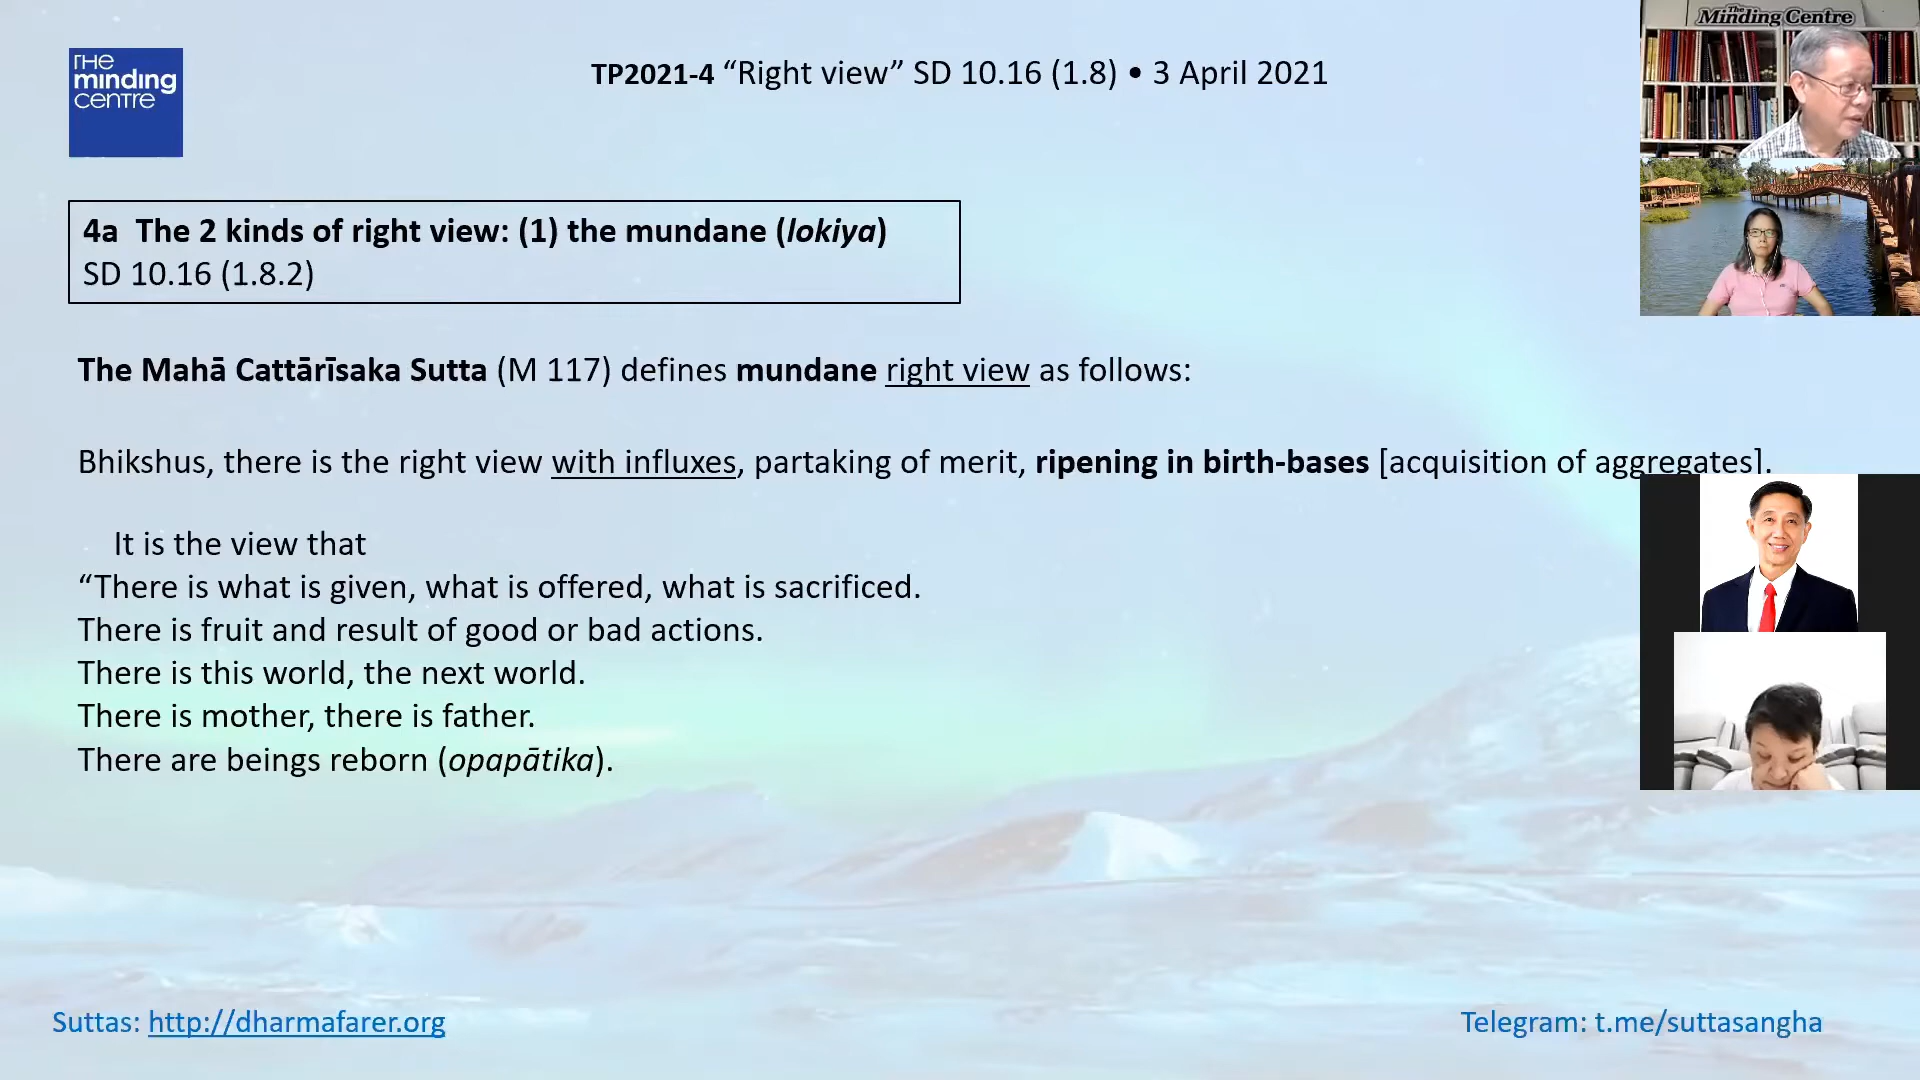 THE
minding
centre
TP2021-4 “Right view” SD 10.16 (1.8) • 3 April 2021
The
Minding Centre
4a  The 2 kinds of right view: (1) the mundane (lokiya)
SD 10.16 (1.8.2)
The Mahā Cattārīsaka Sutta (M 117) defines mundane right view as follows:
Bhikshus, there is the right view with influxes, partaking of merit, ripening in birth-bases [acquisition of aggregates].
It is the view that
“There is what is given, what is offered, what is sacrificed.
There is fruit and result of good or bad actions.
There is this world, the next world.
There is mother, there is father.
There are beings reborn (opapātika).
Suttas: http://dharmafarer.org
Telegram: t.me/suttasangha